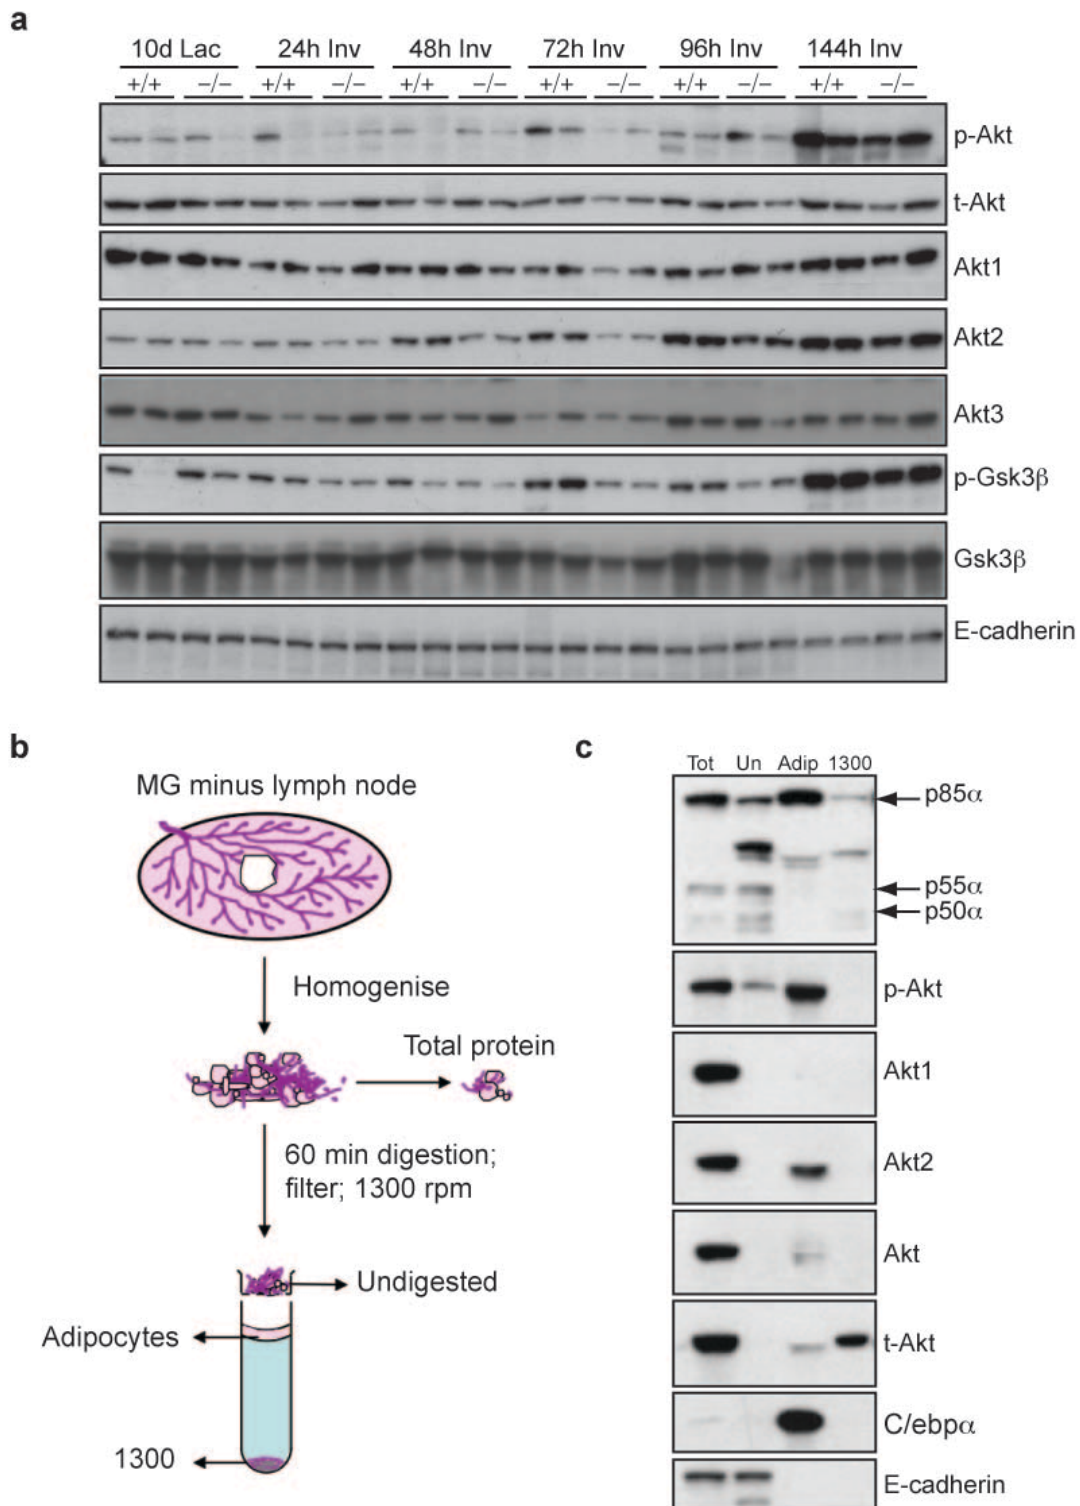 a
10d Lac 24h Inv 48h Inv 72h Inv 96h Inv 144h Inv
+/+ −/− +/+ −/− +/+ −/− +/+ −/− +/+ −/− +/+ −/−
p-Akt
t-Akt
Akt1
Akt2
Akt3
p-Gsk3β
Gsk3β
E-cadherin
b
MG minus lymph node
Homogenise
Total protein
60 min digestion;
filter; 1300 rpm
Undigested
Adipocytes
1300
c
Tot Un Adip 1300
p85α
p55α
p50α
p-Akt
Akt1
Akt2
Akt
t-Akt
C/ebpα
E-cadherin